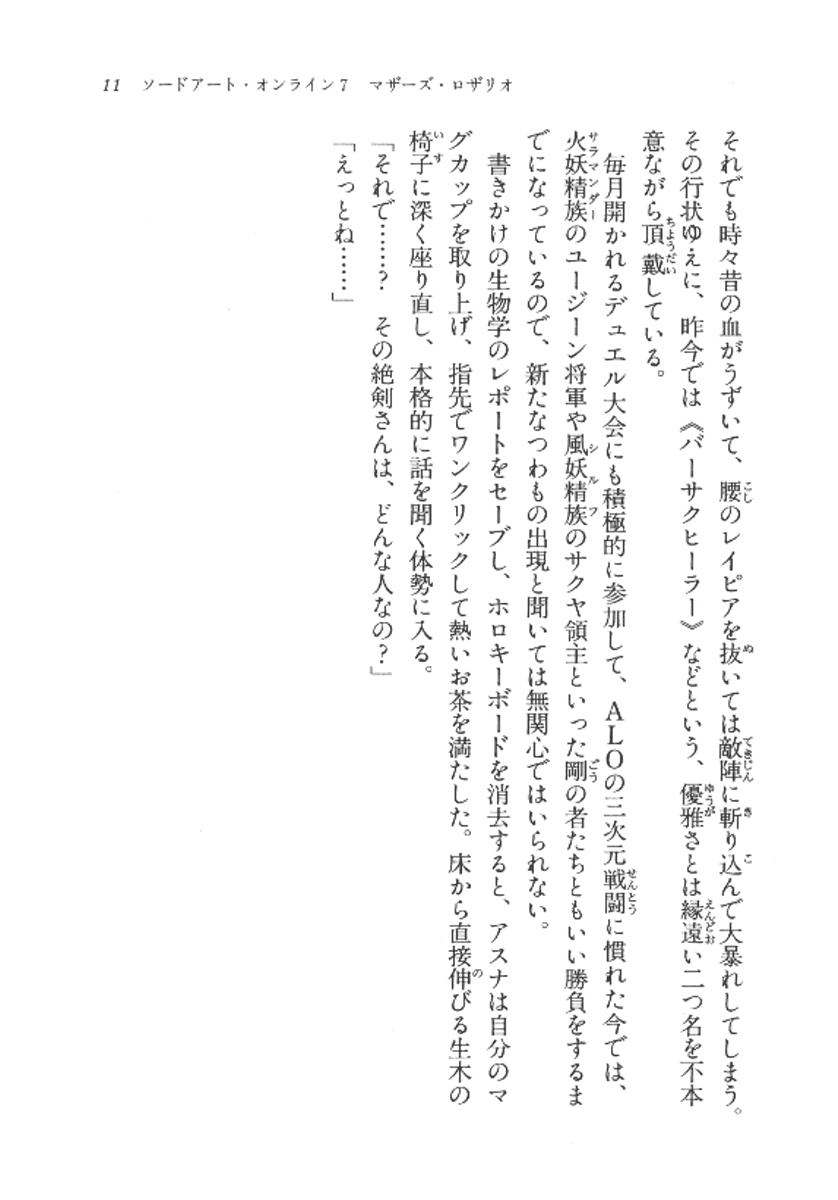 11　ソードアート・オンライン7　マザーズ・ロザリオ
それでも時々昔の血がうずいて、腰のレイピアを抜いては敵陣に斬り込んで大暴れしてしまう。
その行状ゆえに、昨今では《バーサクヒーラー》などという、優雅さとは縁遠い二つ名を不本
意ながら頂戴している。
　毎月開かれるデュエル大会にも積極的に参加して、ALOの三次元戦闘に慣れた今では、
火妖精族のユージーン将軍や風妖精族のサクヤ領主といった剛の者たちともいい勝負をするま
でになっているので、新たなつわもの出現と聞いては無関心ではいられない。
　書きかけの生物学のレポートをセーブし、ホロキーボードを消去すると、アスナは自分のマ
グカップを取り上げ、指先でワンクリックして熱いお茶を満たした。床から直接伸びる生木の
椅子に深く座り直し、本格的に話を聞く体勢に入る。
「それで……？　その絶剣さんは、どんな人なの？」
「えっとね……」